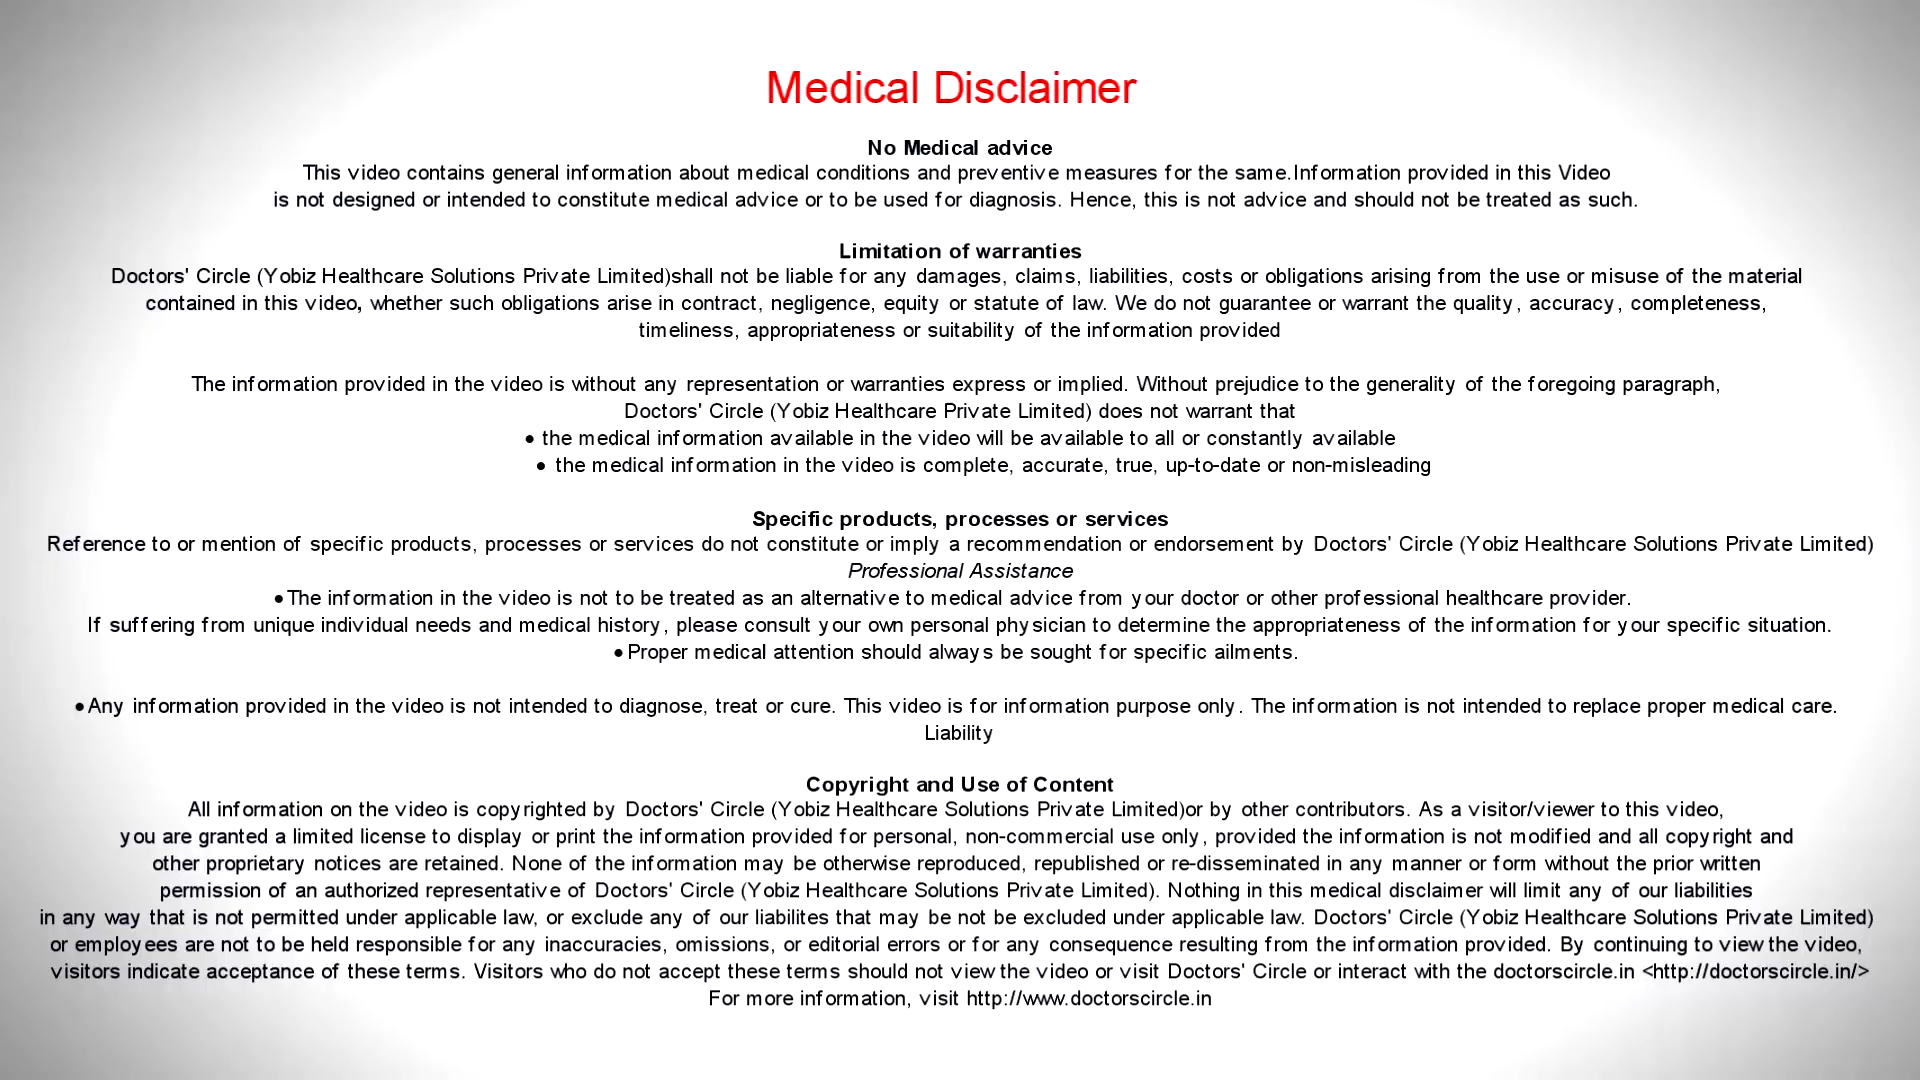 Medical Disclaimer
No Medical advice
This video contains general information about medical conditions and preventive measures for the same.Information provided in this Video
is not designed or intended to constitute medical advice or to be used for diagnosis. Hence, this is not advice and should not be treated as such.
Limitation of warranties
Doctors' Circle (Yobiz Healthcare Solutions Private Limited)shall not be liable for any damages, claims, liabilities, costs or obligations arising from the use or misuse of the material
contained in this video, whether such obligations arise in contract, negligence, equity or statute of law. We do not guarantee or warrant the quality, accuracy, completeness,
timeliness, appropriateness or suitability of the information provided
The information provided in the video is without any representation or warranties express or implied. Without prejudice to the generality of the foregoing paragraph,
Doctors' Circle (Yobiz Healthcare Private Limited) does not warrant that
• the medical information available in the video will be available to all or constantly available
• the medical information in the video is complete, accurate, true, up-to-date or non-misleading
Specific products, processes or services
Reference to or mention of specific products, processes or services do not constitute or imply a recommendation or endorsement by Doctors' Circle (Yobiz Healthcare Solutions Private Limited)
Professional Assistance
•The information in the video is not to be treated as an alternative to medical advice from your doctor or other professional healthcare provider.
If suffering from unique individual needs and medical history, please consult your own personal physician to determine the appropriateness of the information for your specific situation.
•Proper medical attention should always be sought for specific ailments.
•Any information provided in the video is not intended to diagnose, treat or cure. This video is for information purpose only. The information is not intended to replace proper medical care.
Liability
Copyright and Use of Content
All information on the video is copyrighted by Doctors' Circle (Yobiz Healthcare Solutions Private Limited)or by other contributors. As a visitor/viewer to this video,
you are granted a limited license to display or print the information provided for personal, non-commercial use only, provided the information is not modified and all copyright and
other proprietary notices are retained. None of the information may be otherwise reproduced, republished or re-disseminated in any manner or form without the prior written
permission of an authorized representative of Doctors' Circle (Yobiz Healthcare Solutions Private Limited). Nothing in this medical disclaimer will limit any of our liabilities
in any way that is not permitted under applicable law, or exclude any of our liabilites that may be not be excluded under applicable law. Doctors' Circle (Yobiz Healthcare Solutions Private Limited)
or employees are not to be held responsible for any inaccuracies, omissions, or editorial errors or for any consequence resulting from the information provided. By continuing to view the video,
visitors indicate acceptance of these terms. Visitors who do not accept these terms should not view the video or visit Doctors' Circle or interact with the doctorscircle.in <http://doctorscircle.in/>
For more information, visit http://www.doctorscircle.in